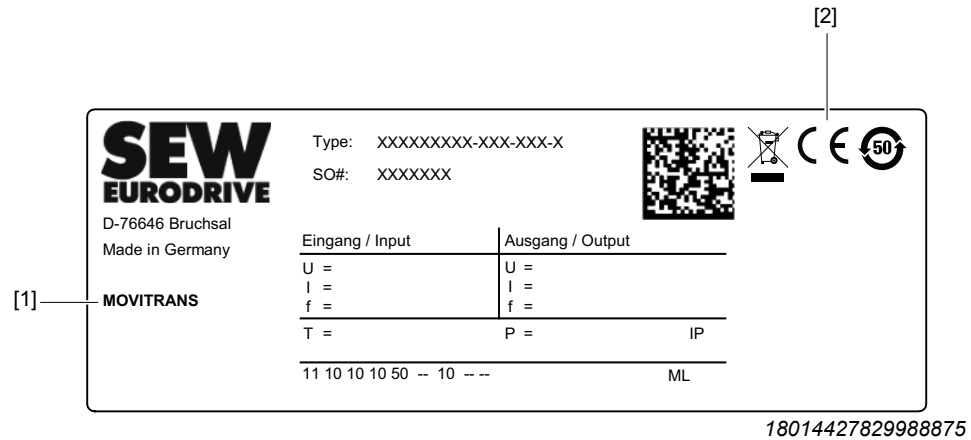 [2]
SEW
EURODRIVE
Type: XXXXXXXXX-XXX-XXX-X
SO#: XXXXXXX
50
D-76646 Bruchsal
Made in Germany
Eingang / Input Ausgang / Output
U = U =
I = I =
f = f =
[1] MOVITRANS
T = P = IP
11 10 10 10 50 -- 10 -- -- ML
18014427829988875